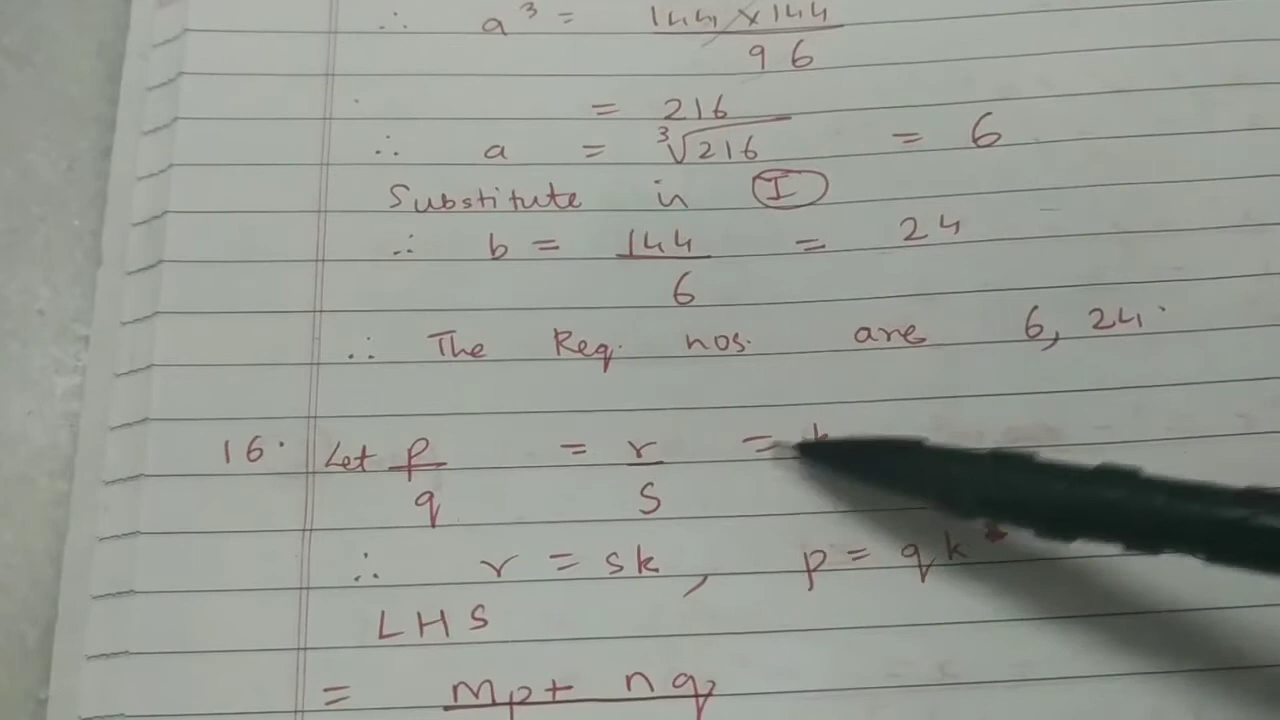 ∴ a³ = 144 × 144
96
= 216
∴ a = ³√216 = 6
Substitute in I
∴ b = 144 = 24
6
∴ The Req. nos. are 6, 24.
16. Let p = r =
q s
∴ r = sk, p = qk
LHS
= mp + nq